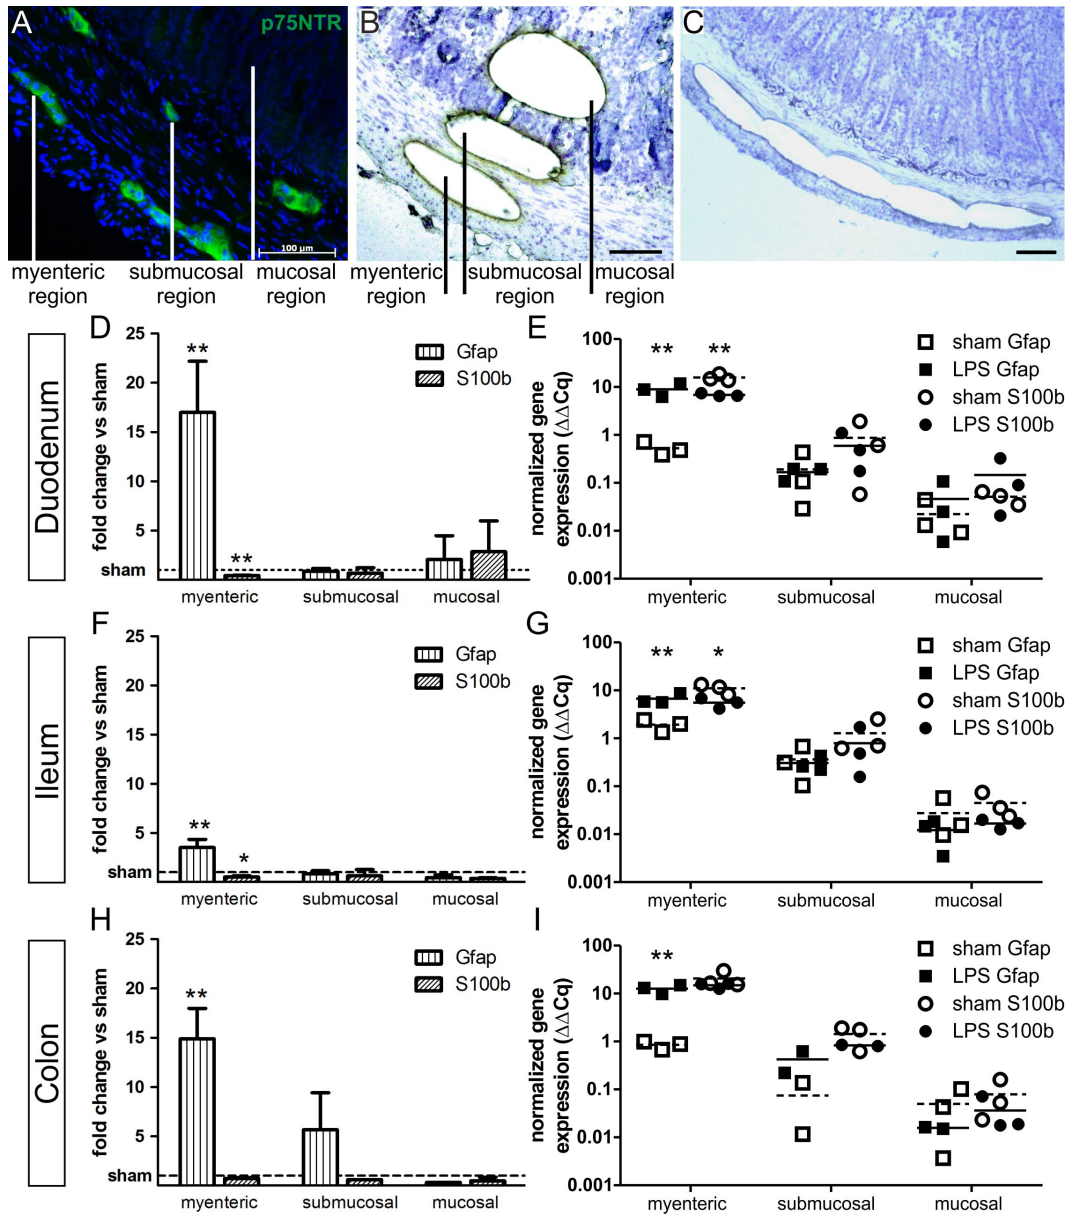 A
p75NTR
100 µm
B
C
myenteric region
submucosal region
mucosal region
myenteric region
submucosal region
mucosal region
Duodenum
D
fold change vs sham
25
20
15
10
5
sham
Gfap
S100b
**
**
myenteric
submucosal
mucosal
E
normalized gene
expression (ΔΔCq)
100
10
1
0.1
0.01
0.001
**
**
sham Gfap
LPS Gfap
sham S100b
LPS S100b
myenteric
submucosal
mucosal
Ileum
F
fold change vs sham
25
20
15
10
5
sham
Gfap
S100b
**
*
myenteric
submucosal
mucosal
G
normalized gene
expression (ΔΔCq)
100
10
1
0.1
0.01
0.001
**
*
sham Gfap
LPS Gfap
sham S100b
LPS S100b
myenteric
submucosal
mucosal
Colon
H
fold change vs sham
25
20
15
10
5
sham
Gfap
S100b
**
myenteric
submucosal
mucosal
I
normalized gene
expression (ΔΔCq)
100
10
1
0.1
0.01
0.001
**
sham Gfap
LPS Gfap
sham S100b
LPS S100b
myenteric
submucosal
mucosal